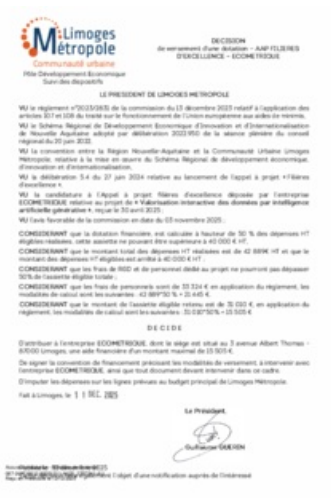 Limoges
Métropole
Communauté urbaine
Pôle Développement Economique
Suivi des dispositifs
DECISION
de versement d'une dotation – AAP FILIERES
D'EXCELLENCE – ECOMETRIQUE
LE PRESIDENT DE LIMOGES METROPOLE
VU le règlement n°2023/2831 de la commission du 13 décembre 2023 relatif à l'application des
articles 107 et 108 du traité sur le fonctionnement de l'Union européenne aux aides de minimis,
VU le Schéma Régional de Développement Economique d'Innovation et d'Internationalisation
de Nouvelle Aquitaine adopté par délibération 2022.950 de la séance plénière du conseil
régional du 20 juin 2022,
VU la convention entre la Région Nouvelle-Aquitaine et la Communauté Urbaine Limoges
Métropole, relative à la mise en œuvre du Schéma Régional de développement économique,
d'innovation et d'internationalisation,
VU la délibération 5.4 du 27 juin 2024 relative au lancement de l'appel à projet « Filières
d'excellence »,
VU la candidature à l'Appel à projet filières d'excellence déposée par l'entreprise
ECOMETRIQUE relative au projet de « Valorisation interactive des données par intelligence
artificielle générative », reçue le 30 avril 2025 ;
VU l'avis favorable de la commission en date du 03 novembre 2025 ;
CONSIDERANT que la dotation financière est calculée à hauteur de 50 % des dépenses HT
éligibles réalisées, cette assiette ne pouvant être supérieure à 40 000 € HT ;
CONSIDERANT que le montant total des dépenses HT réalisées est de 42 889€ HT et que le
montant des dépenses HT éligibles est arrêté à 40 000 € HT ;
CONSIDERANT que les frais de R&D et de personnel dédié au projet ne pourront pas dépasser
50% de l'assiette éligible totale ;
CONSIDERANT que les frais de personnels sont de 33 324 € en application du règlement, les
modalités de calcul sont les suivantes : 42 889*50 % = 21 445 €
CONSIDERANT que le montant de l'assiette éligible retenu est de 31 010 €, en application du
règlement, les modalités de calcul sont les suivantes : 31 010*50% = 15 505 €
D E C I D E
D'attribuer à l'entreprise ECOMETRIQUE, dont le siège est situé au 3 avenue Albert Thomas –
87000 Limoges, une aide financière d'un montant maximal de 15 505 €.
De signer la convention de financement précisant les modalités de versement, à intervenir avec
l'entreprise ECOMETRIQUE, ainsi que tout document devant intervenir dans ce cadre.
D'imputer les dépenses sur les lignes prévues au budget principal de Limoges Métropole.
Fait à Limoges, le 11 DEC. 2025
Le Président,
Guillaume GUERIN
l'objet d'une notification auprès de l'intéressé